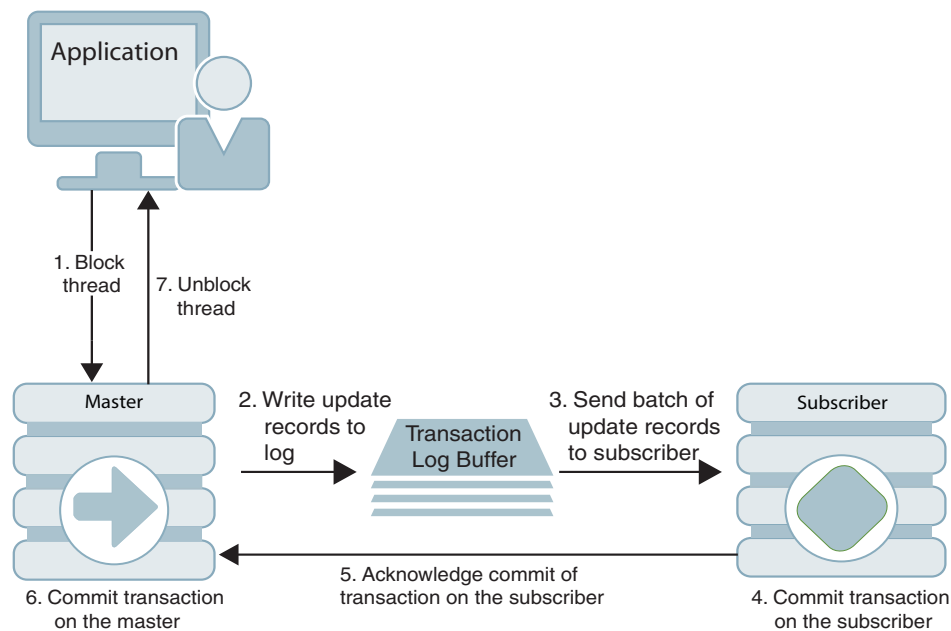 Application
1. Block
thread
7. Unblock
thread
Master
2. Write update
records to
log
Transaction
Log Buffer
3. Send batch of
update records
to subscriber
Subscriber
5. Acknowledge commit of
transaction on the subscriber
6. Commit transaction
on the master
4. Commit transaction
on the subscriber